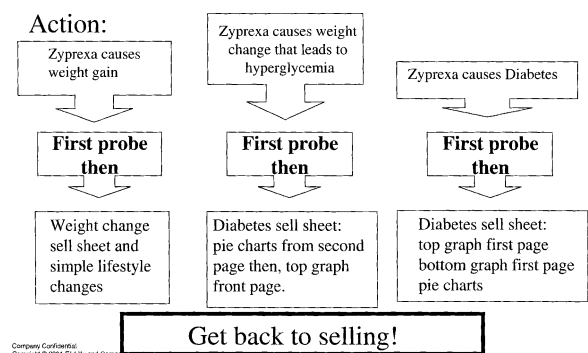 Action:
Zyprexa causes
weight gain
Zyprexa causes weight
change that leads to
hyperglycemia
Zyprexa causes Diabetes
First probe
then
First probe
then
First probe
then
Weight change
sell sheet and
simple lifestyle
changes
Diabetes sell sheet:
pie charts from second
page then, top graph
front page.
Diabetes sell sheet:
top graph first page
bottom graph first page
pie charts
Get back to selling!
Company Confidential